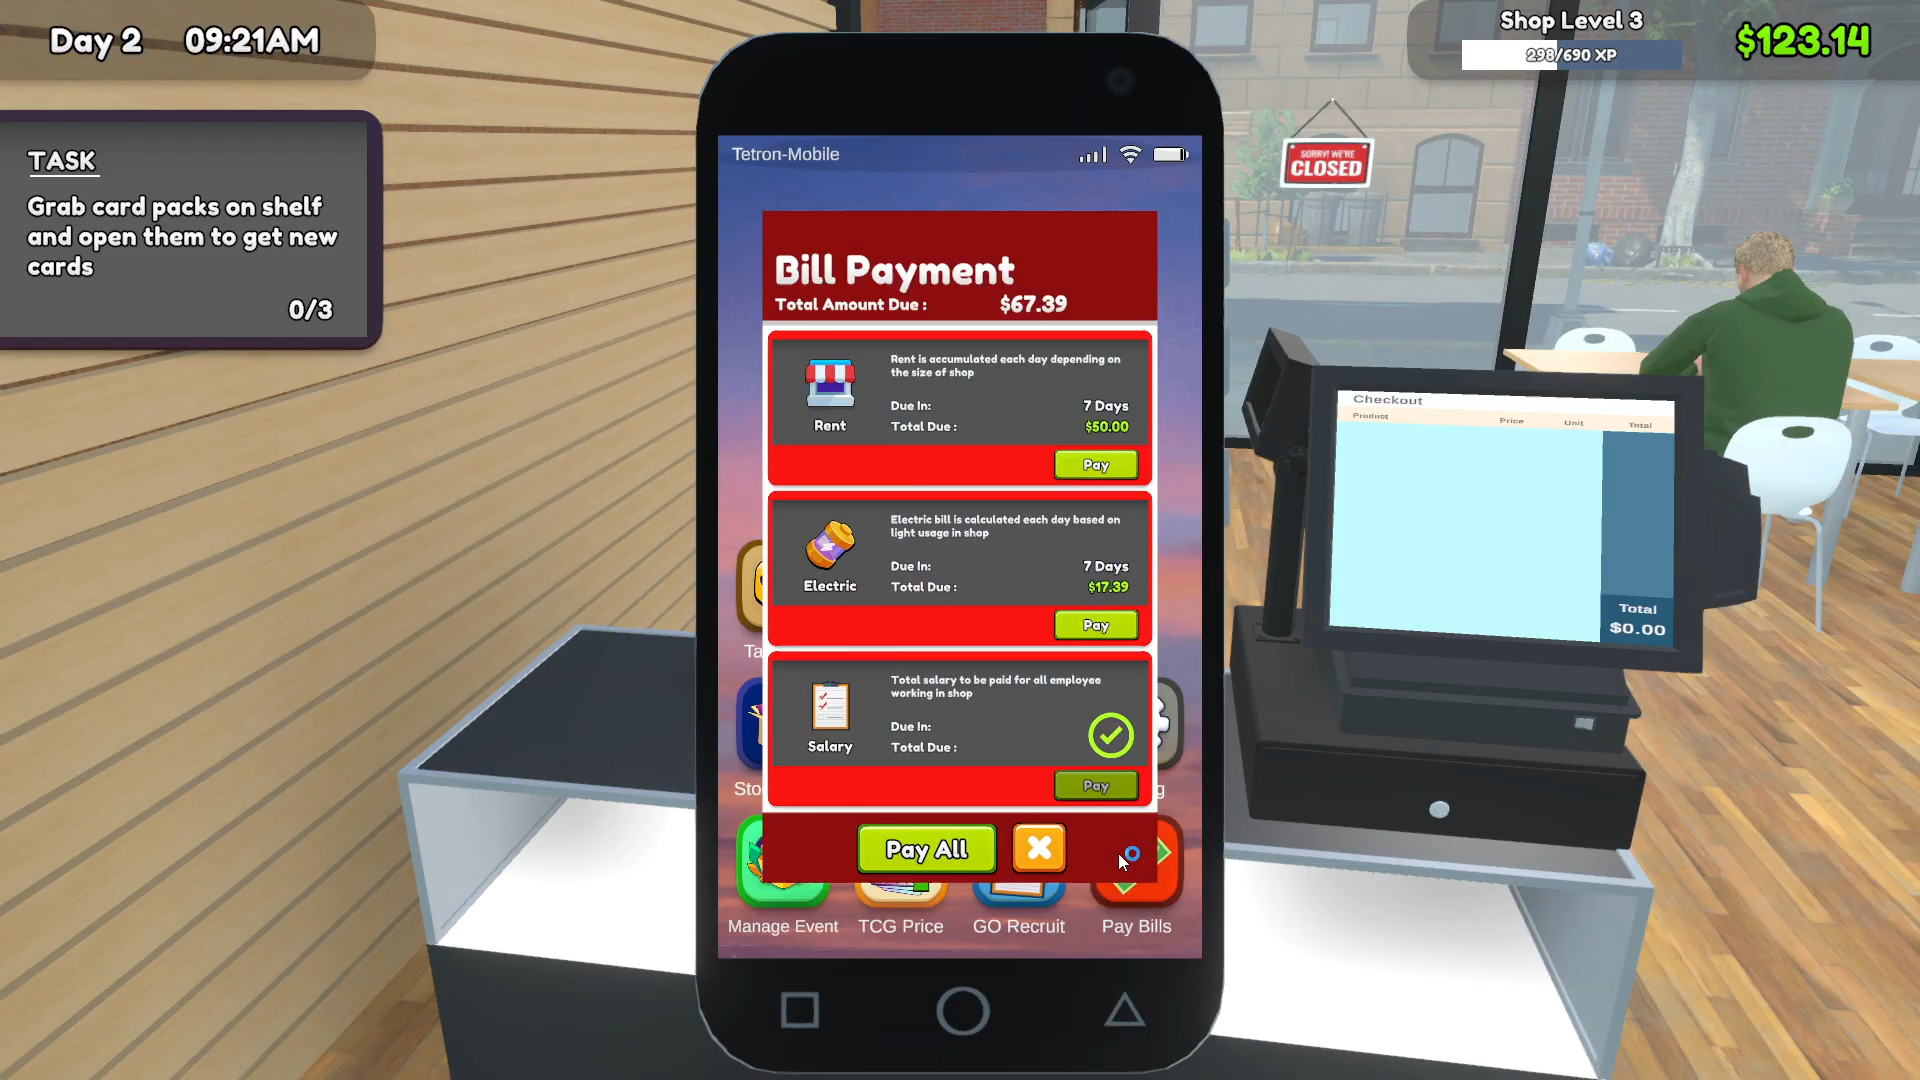 Day 2 09:21AM
TASK
Grab card packs on shelf
and open them to get new
cards
0/3
Shop Level 3
298/690 XP
$123.14
SORRY! WE'RE
CLOSED
Tetron-Mobile
Bill Payment
Total Amount Due : $67.39
Rent is accumulated each day depending on
the size of shop
Due In: 7 Days
Total Due : $50.00
Rent
Pay
Electric bill is calculated each day based on
light usage in shop
Due In: 7 Days
Total Due : $17.39
Electric
Pay
Total salary to be paid for all employee
working in shop
Due In:
Total Due :
Salary
Pay
Pay All
Ta
Sto
g
Manage Event TCG Price GO Recruit Pay Bills
Checkout
Product Price Unit Total
Total
$0.00